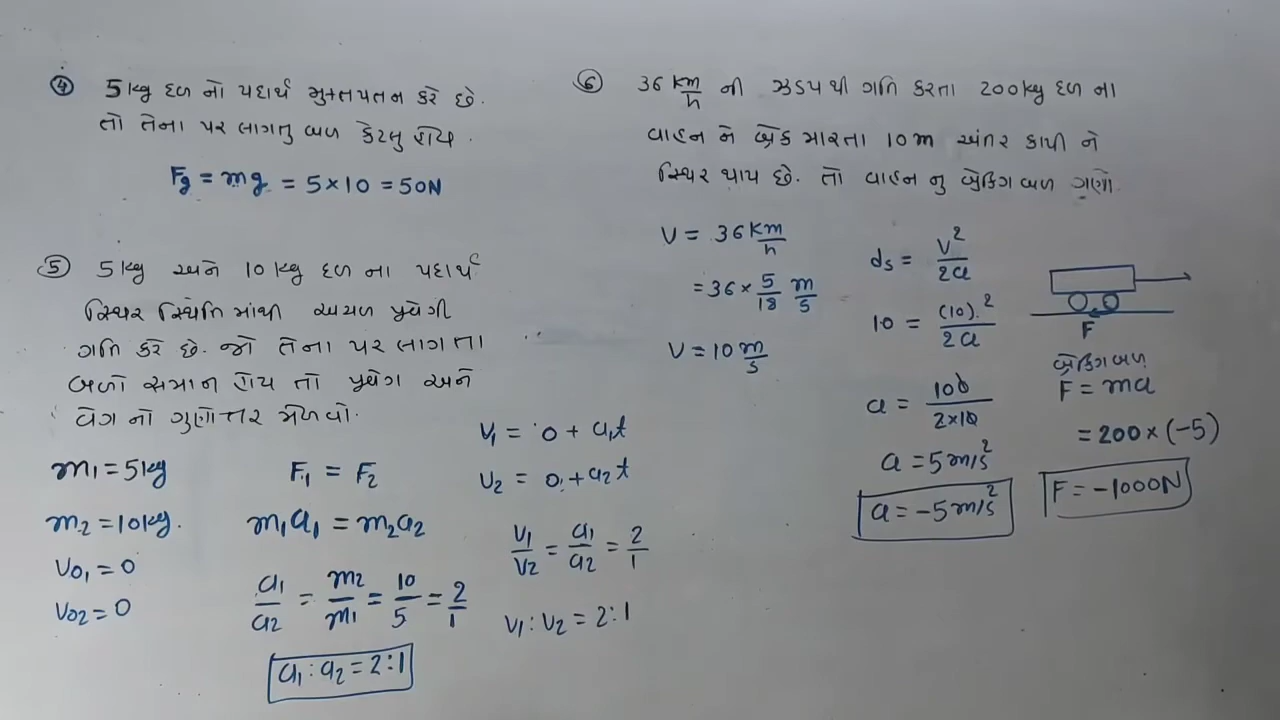 ④ 5kg દળ નો પદાર્થ મુક્તપતન કરે છે.
તો તેના પર લાગતુ બળ કેટલુ હોય.
Fg = mg = 5 × 10 = 50N
⑤ 5kg અને 10kg દળ ના પદાર્થ
સ્થિર સ્થિતિ માંથી અચળ પ્રવેગી
ગતિ કરે છે. જો તેના પર લાગતા
બળો સમાન હોય તો પ્રવેગ અને
વેગ નો ગુણોત્તર મેળવો.
m1 = 5kg
m2 = 10kg.
v01 = 0
v02 = 0
F1 = F2
m1a1 = m2a2
a1/a2 = m2/m1 = 10/5 = 2/1
a1 : a2 = 2:1
v1 = 0 + a1t
v2 = 0 + a2t
v1/v2 = a1/a2 = 2/1
v1 : v2 = 2:1
⑥ 36 km/h ની ઝડપથી ગતિ કરતા 200kg દળ ના
વાહન ને બ્રેક મારતા 10m અંતર કાપી ને
સ્થિર થાય છે. તો વાહન નુ બ્રેકિંગ બળ ગણો.
v = 36 km/h
= 36 × 5/18 m/s
v = 10 m/s
ds = v²/2a
10 = (10)²/2a
a = 100/2×10
a = 5m/s²
a = -5m/s²
F
બ્રેકિંગ બળ
F = ma
= 200 × (-5)
F = -1000N